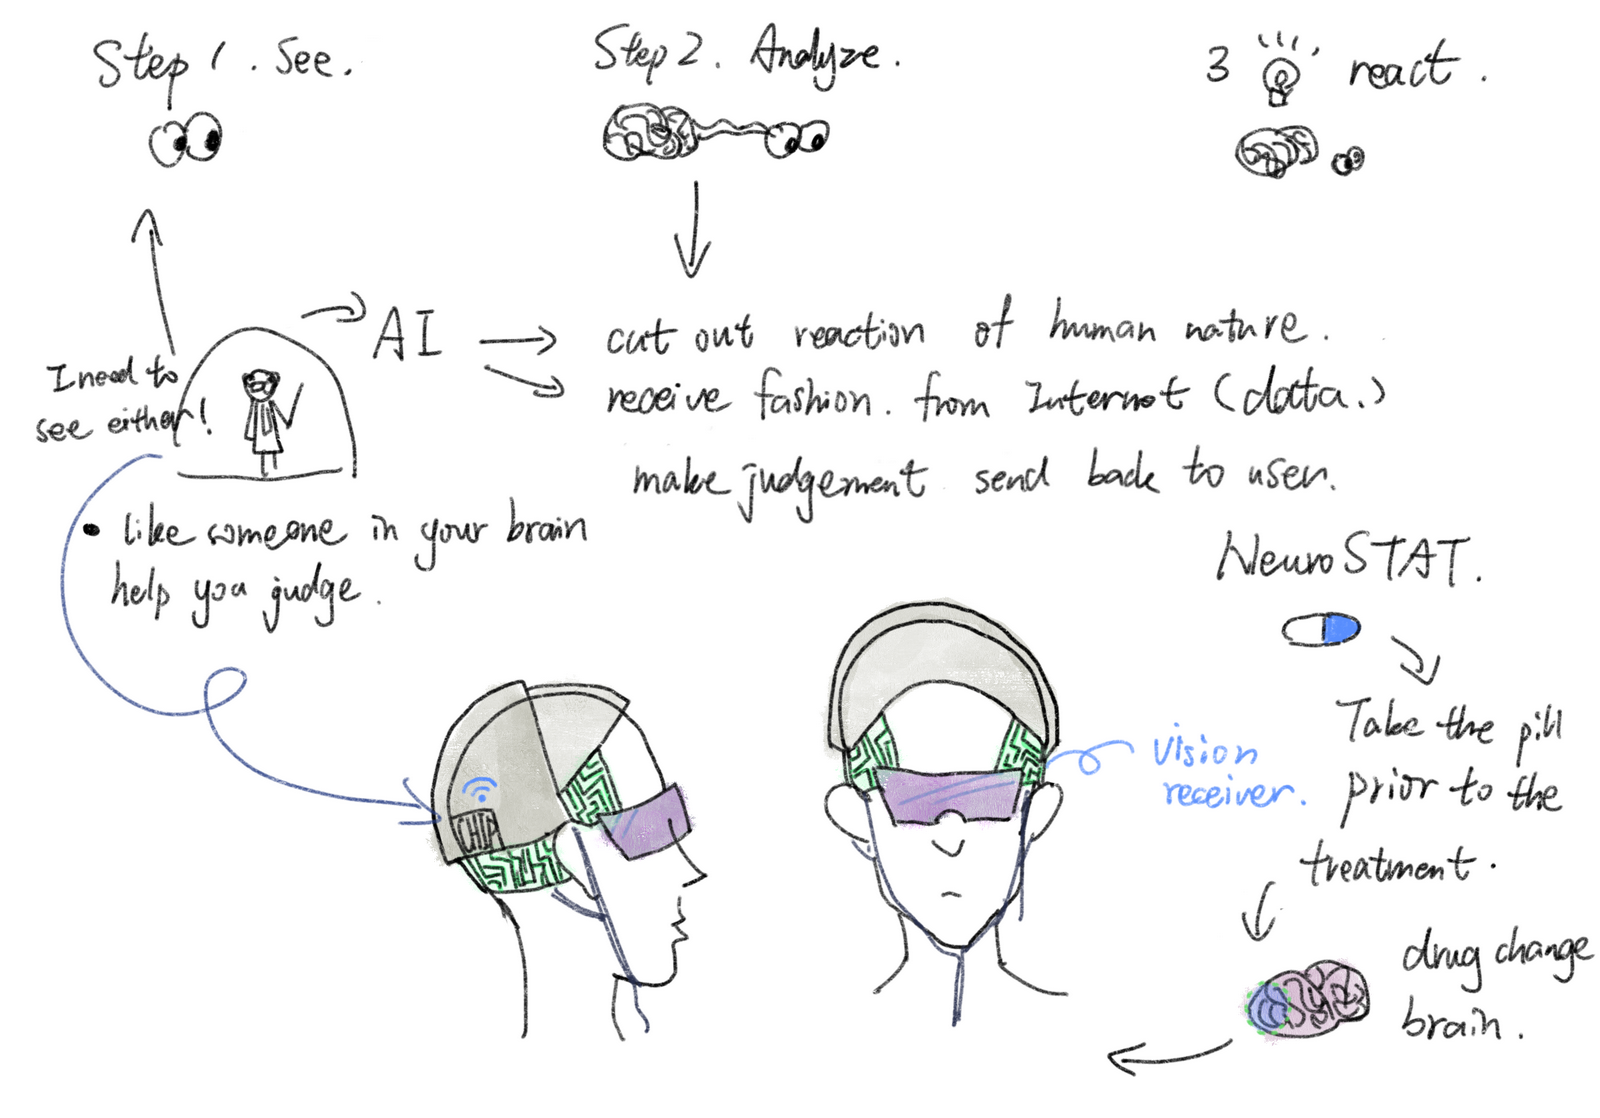 Step 1. See.
Step 2. Analyze.
3 react.
I need to
see either!
AI
cut out reaction of human nature.
receive fashion. from Internet (data.)
make judgement send back to user.
• like someone in your brain
help you judge.
NeuroSTAT.
Take the pill
prior to the
treatment.
drug change
brain.
vision
receiver.
CHIP